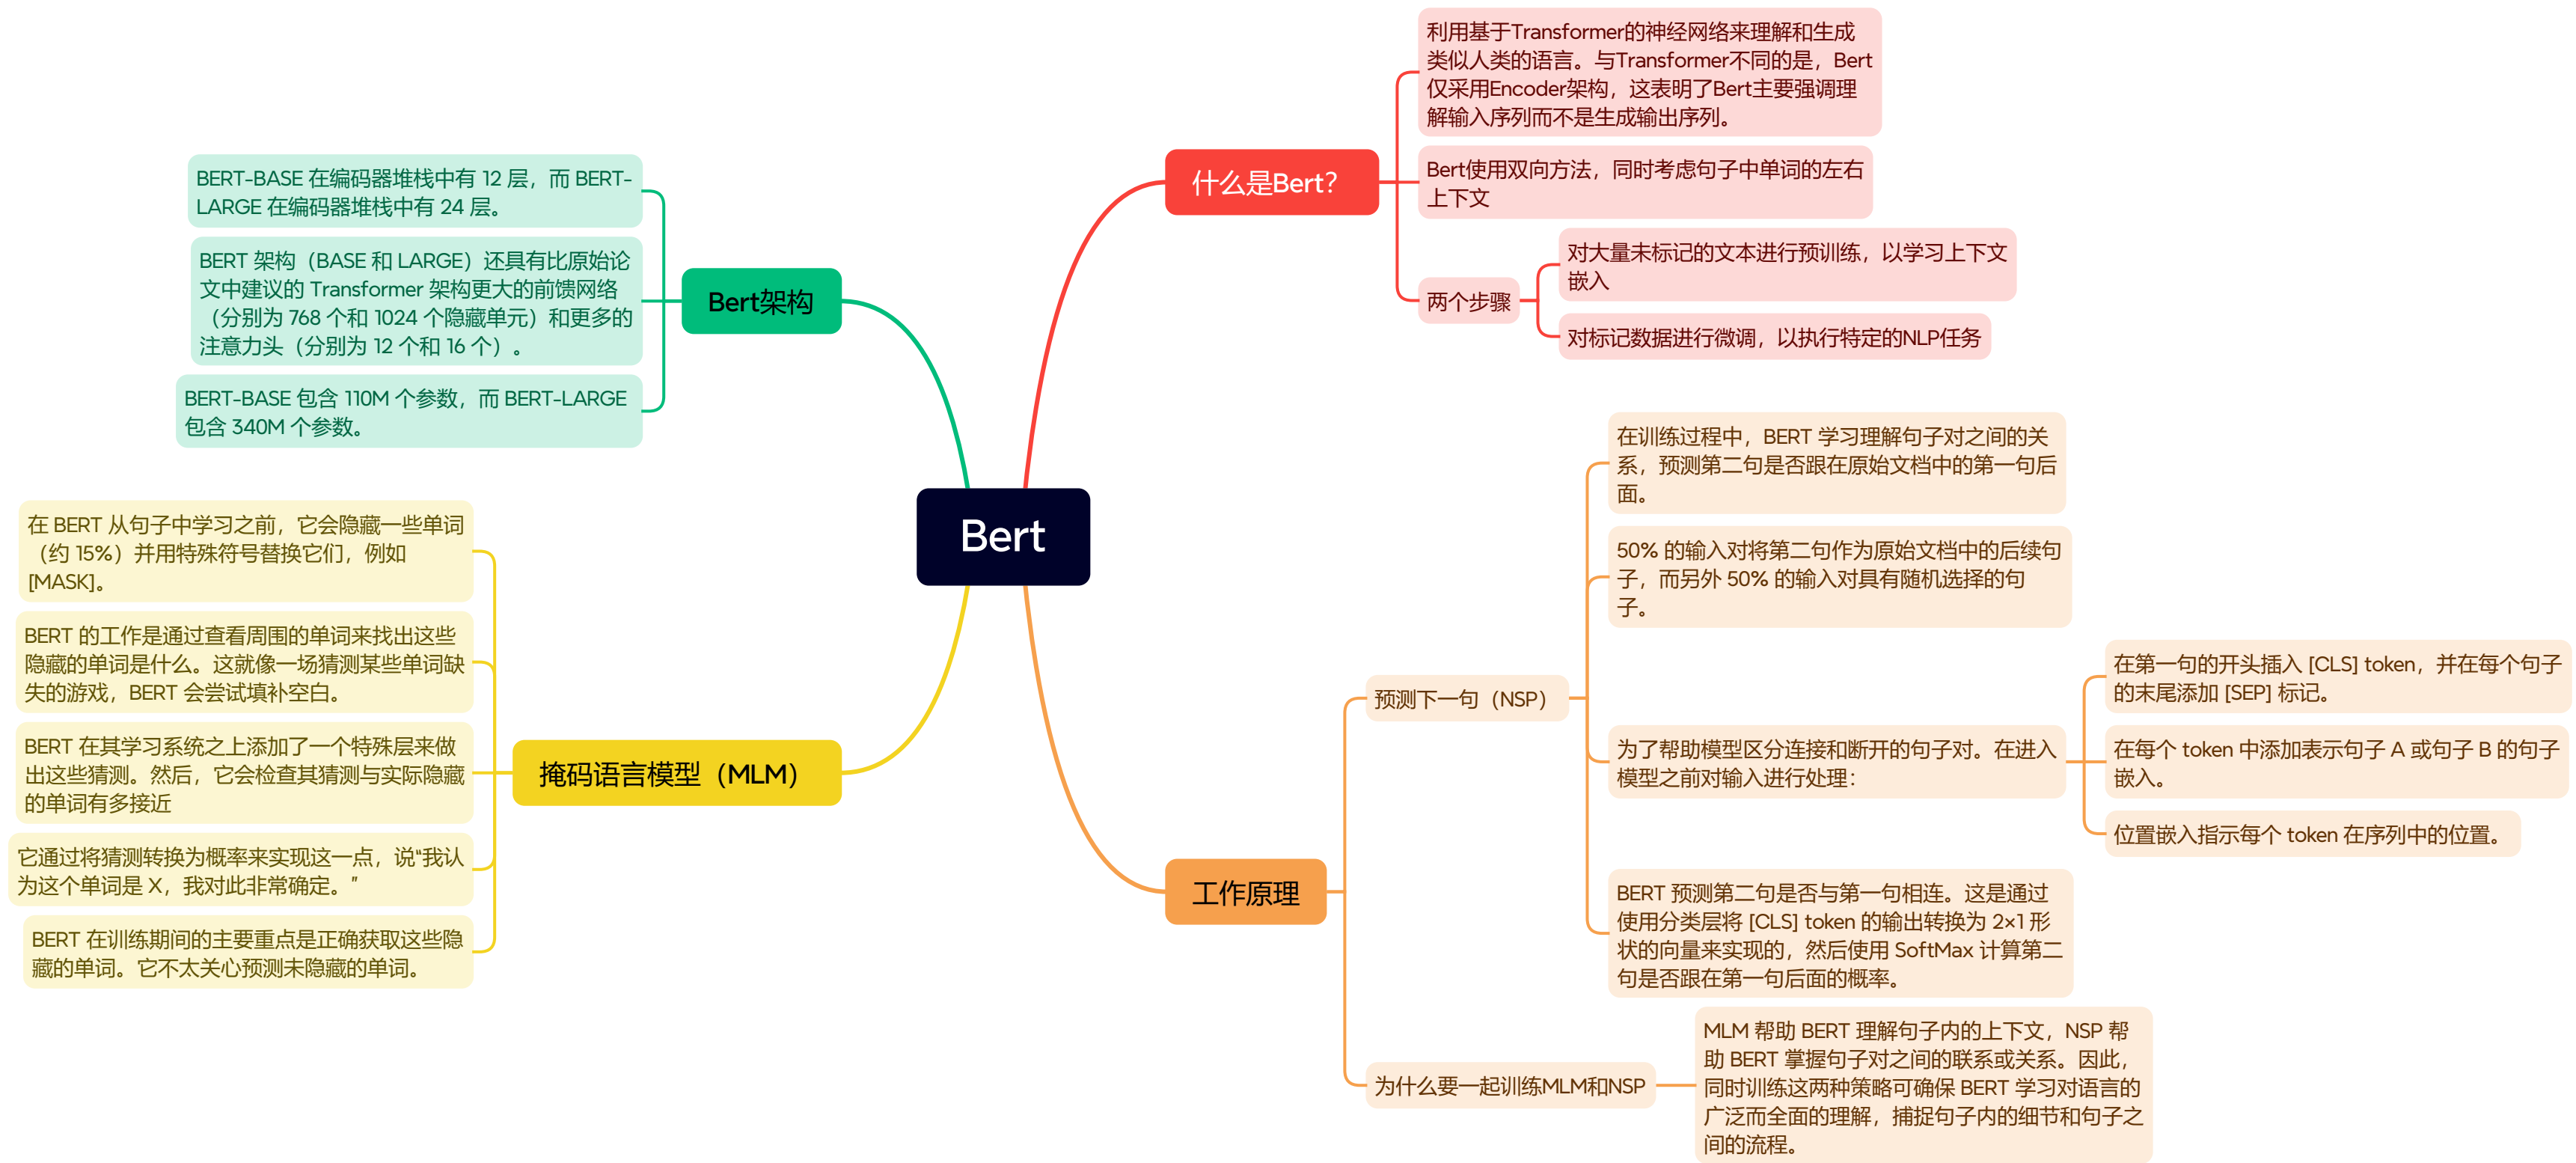 Bert
什么是Bert？
利用基于Transformer的神经网络来理解和生成
类似人类的语言。与Transformer不同的是，Bert
仅采用Encoder架构，这表明了Bert主要强调理
解输入序列而不是生成输出序列。
Bert使用双向方法，同时考虑句子中单词的左右
上下文
两个步骤
对大量未标记的文本进行预训练，以学习上下文
嵌入
对标记数据进行微调，以执行特定的NLP任务
工作原理
预测下一句（NSP）
在训练过程中，BERT 学习理解句子对之间的关
系，预测第二句是否跟在原始文档中的第一句后
面。
50% 的输入对将第二句作为原始文档中的后续句
子，而另外 50% 的输入对具有随机选择的句
子。
为了帮助模型区分连接和断开的句子对。在进入
模型之前对输入进行处理：
在第一句的开头插入 [CLS] token，并在每个句子
的末尾添加 [SEP] 标记。
在每个 token 中添加表示句子 A 或句子 B 的句子
嵌入。
位置嵌入指示每个 token 在序列中的位置。
BERT 预测第二句是否与第一句相连。这是通过
使用分类层将 [CLS] token 的输出转换为 2×1 形
状的向量来实现的，然后使用 SoftMax 计算第二
句是否跟在第一句后面的概率。
为什么要一起训练MLM和NSP
MLM 帮助 BERT 理解句子内的上下文，NSP 帮
助 BERT 掌握句子对之间的联系或关系。因此，
同时训练这两种策略可确保 BERT 学习对语言的
广泛而全面的理解，捕捉句子内的细节和句子之
间的流程。
Bert架构
BERT-BASE 在编码器堆栈中有 12 层，而 BERT-
LARGE 在编码器堆栈中有 24 层。
BERT 架构（BASE 和 LARGE）还具有比原始论
文中建议的 Transformer 架构更大的前馈网络
（分别为 768 个和 1024 个隐藏单元）和更多的
注意力头（分别为 12 个和 16 个）。
BERT-BASE 包含 110M 个参数，而 BERT-LARGE
包含 340M 个参数。
掩码语言模型（MLM）
在 BERT 从句子中学习之前，它会隐藏一些单词
（约 15%）并用特殊符号替换它们，例如
[MASK]。
BERT 的工作是通过查看周围的单词来找出这些
隐藏的单词是什么。这就像一场猜测某些单词缺
失的游戏，BERT 会尝试填补空白。
BERT 在其学习系统之上添加了一个特殊层来做
出这些猜测。然后，它会检查其猜测与实际隐藏
的单词有多接近
它通过将猜测转换为概率来实现这一点，说“我认
为这个单词是 X，我对此非常确定。”
BERT 在训练期间的主要重点是正确获取这些隐
藏的单词。它不太关心预测未隐藏的单词。